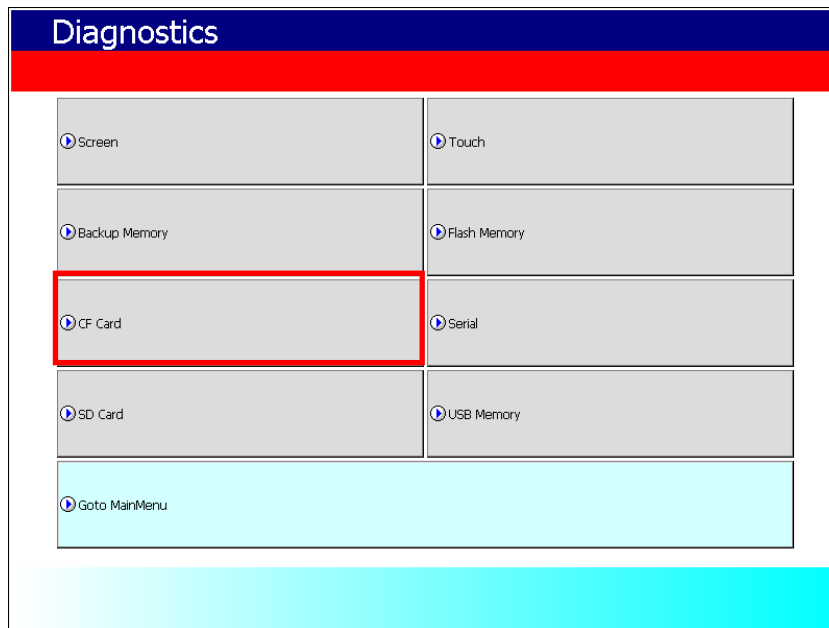 Diagnostics
Screen
Touch
Backup Memory
Flash Memory
CF Card
Serial
SD Card
USB Memory
Goto MainMenu